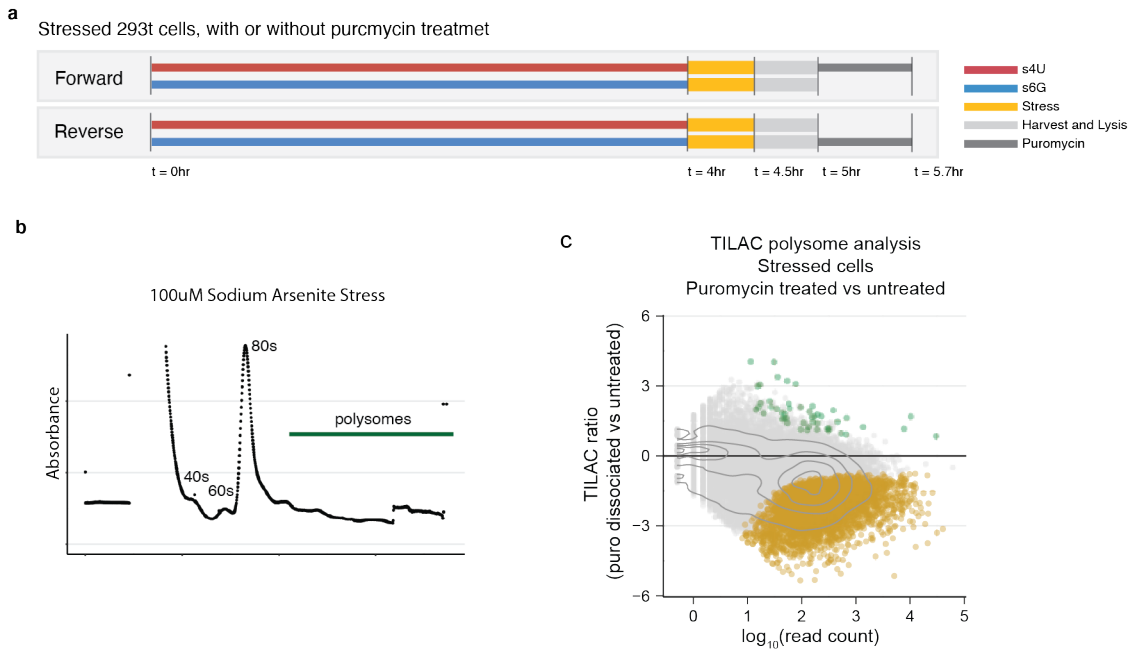 a
Stressed 293t cells, with or without purcmycin treatmet
Forward
Reverse
t = 0hr
t = 4hr
t = 4.5hr
t = 5hr
t = 5.7hr
s4U
s6G
Stress
Harvest and Lysis
Puromycin
b
100uM Sodium Arsenite Stress
Absorbance
40s
60s
80s
polysomes
C
TILAC polysome analysis
Stressed cells
Puromycin treated vs untreated
TILAC ratio
(puro dissociated vs untreated)
6
3
0
−3
−6
0 1 2 3 4 5
log10(read count)